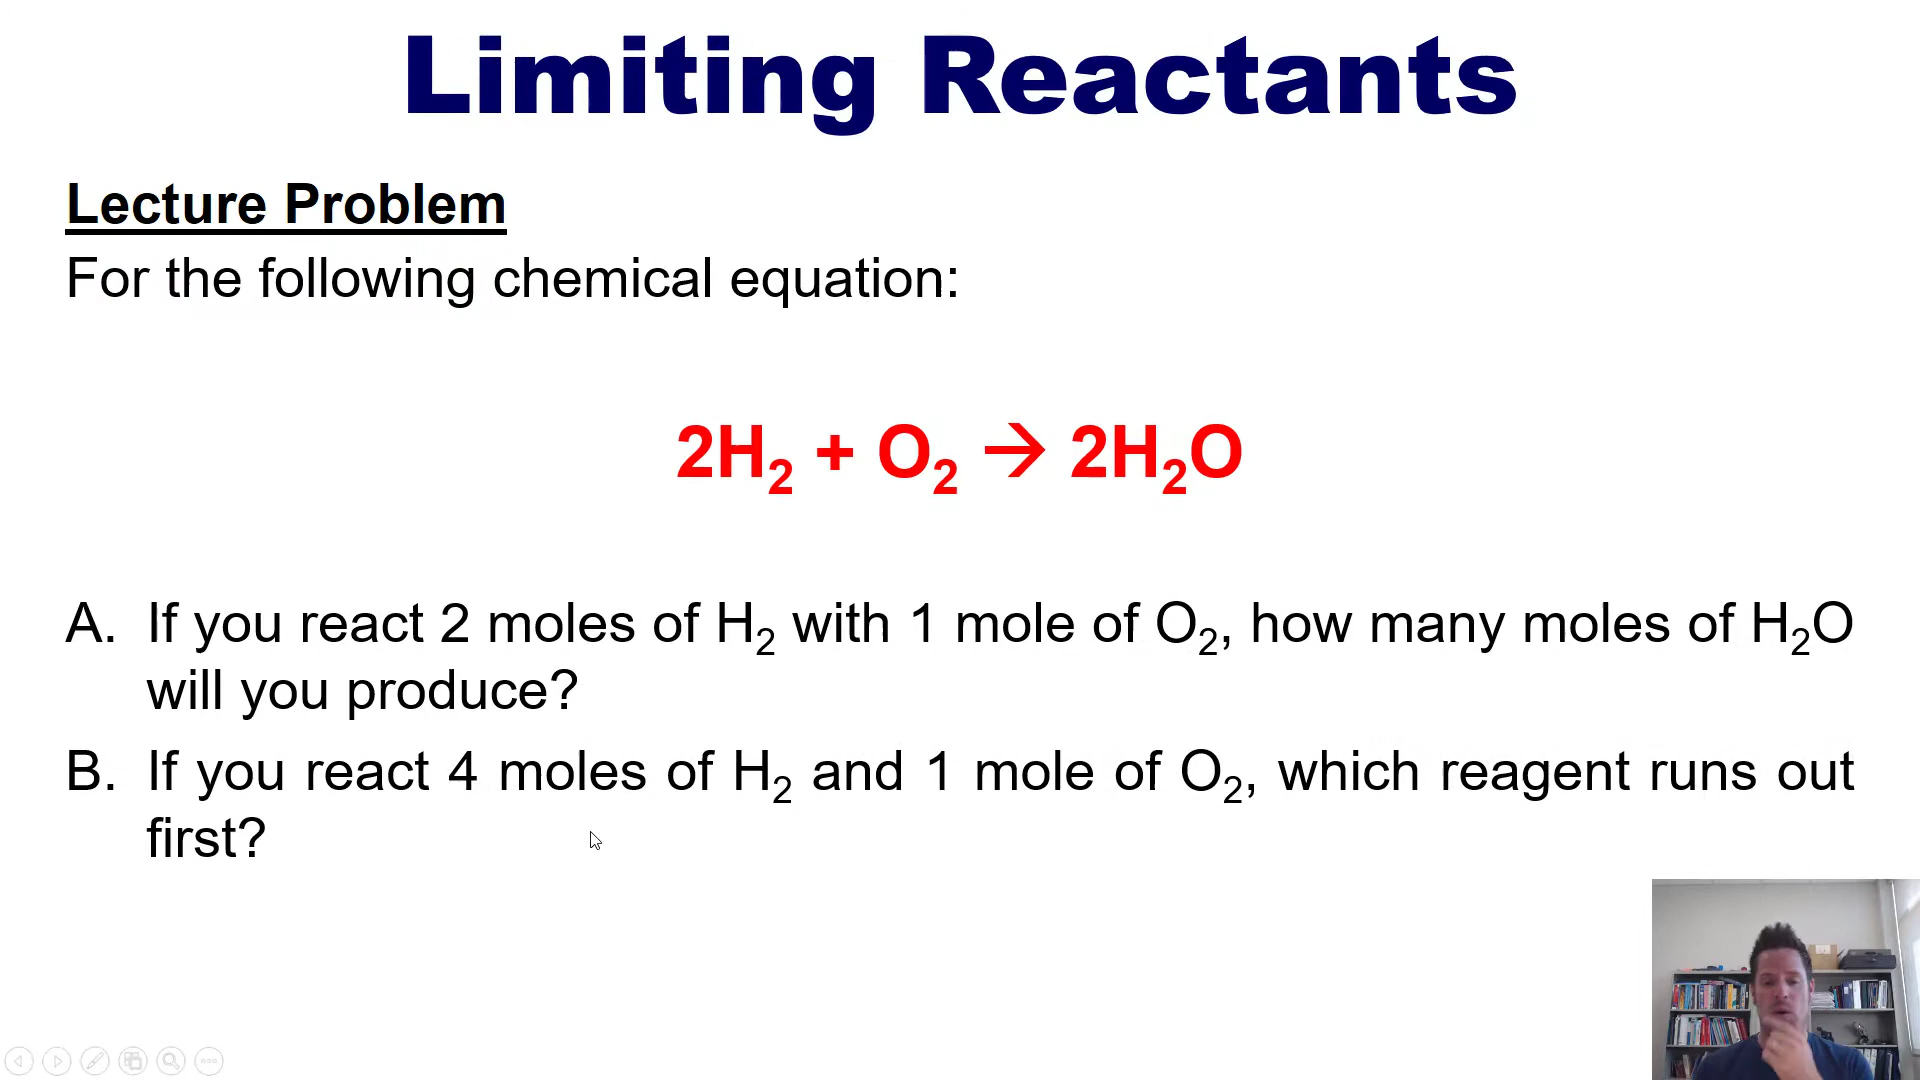 Limiting Reactants
Lecture Problem
For the following chemical equation:
2H₂ + O₂ → 2H₂O
A. If you react 2 moles of H₂ with 1 mole of O₂, how many moles of H₂O
will you produce?
B. If you react 4 moles of H₂ and 1 mole of O₂, which reagent runs out
first?